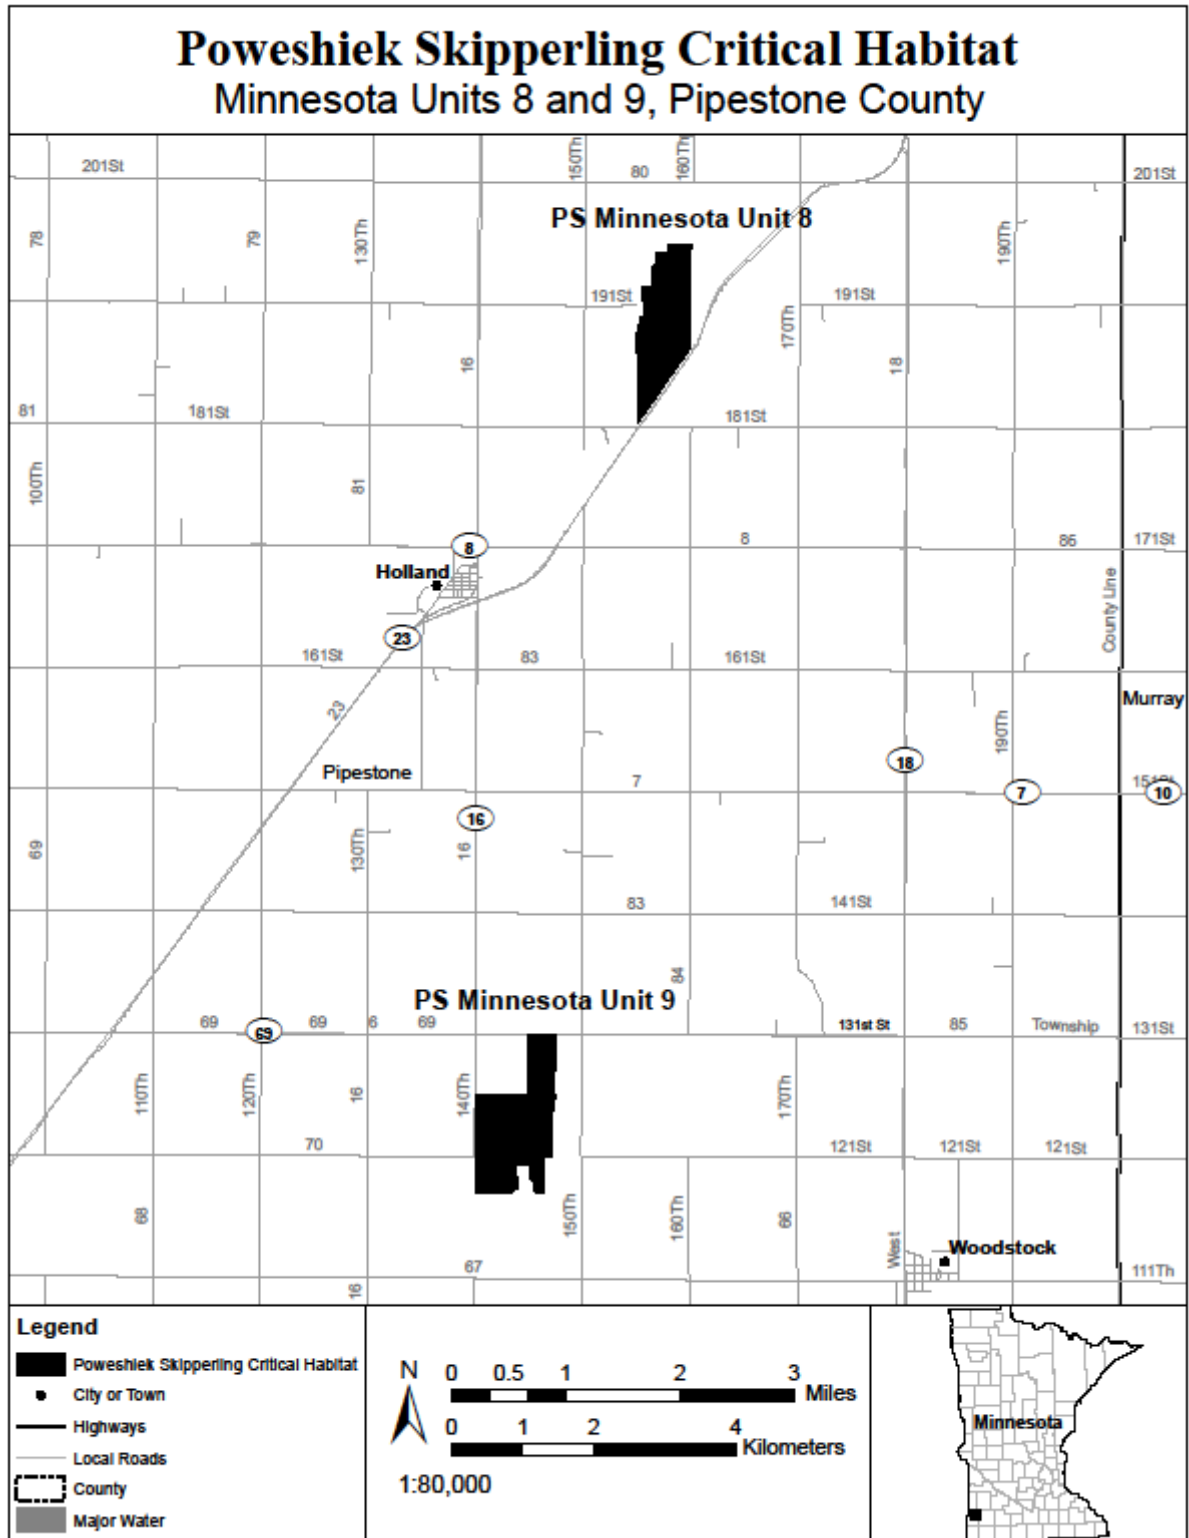 Poweshiek Skipperling Critical Habitat
Minnesota Units 8 and 9, Pipestone County
201St
150Th
80
160Th
201St
PS Minnesota Unit 8
78
79
130Th
190Th
191St
191St
170Th
16
18
81
181St
181St
100Th
81
8
8
86
171St
Holland
County Line
23
161St
83
161St
23
Murray
190Th
18
Pipestone
7
151St
7
10
16
69
130Th
16
83
141St
84
PS Minnesota Unit 9
69
69
69
6
69
131st St
85
Township
131St
110Th
120Th
16
140Th
170Th
70
121St
121St
121St
68
150Th
160Th
66
West
Woodstock
67
111Th
16
Legend
Poweshiek Skipperling Critical Habitat
City or Town
Highways
Local Roads
County
Major Water
N
0 0.5 1 2 3
Miles
0 1 2 4
Kilometers
1:80,000
Minnesota